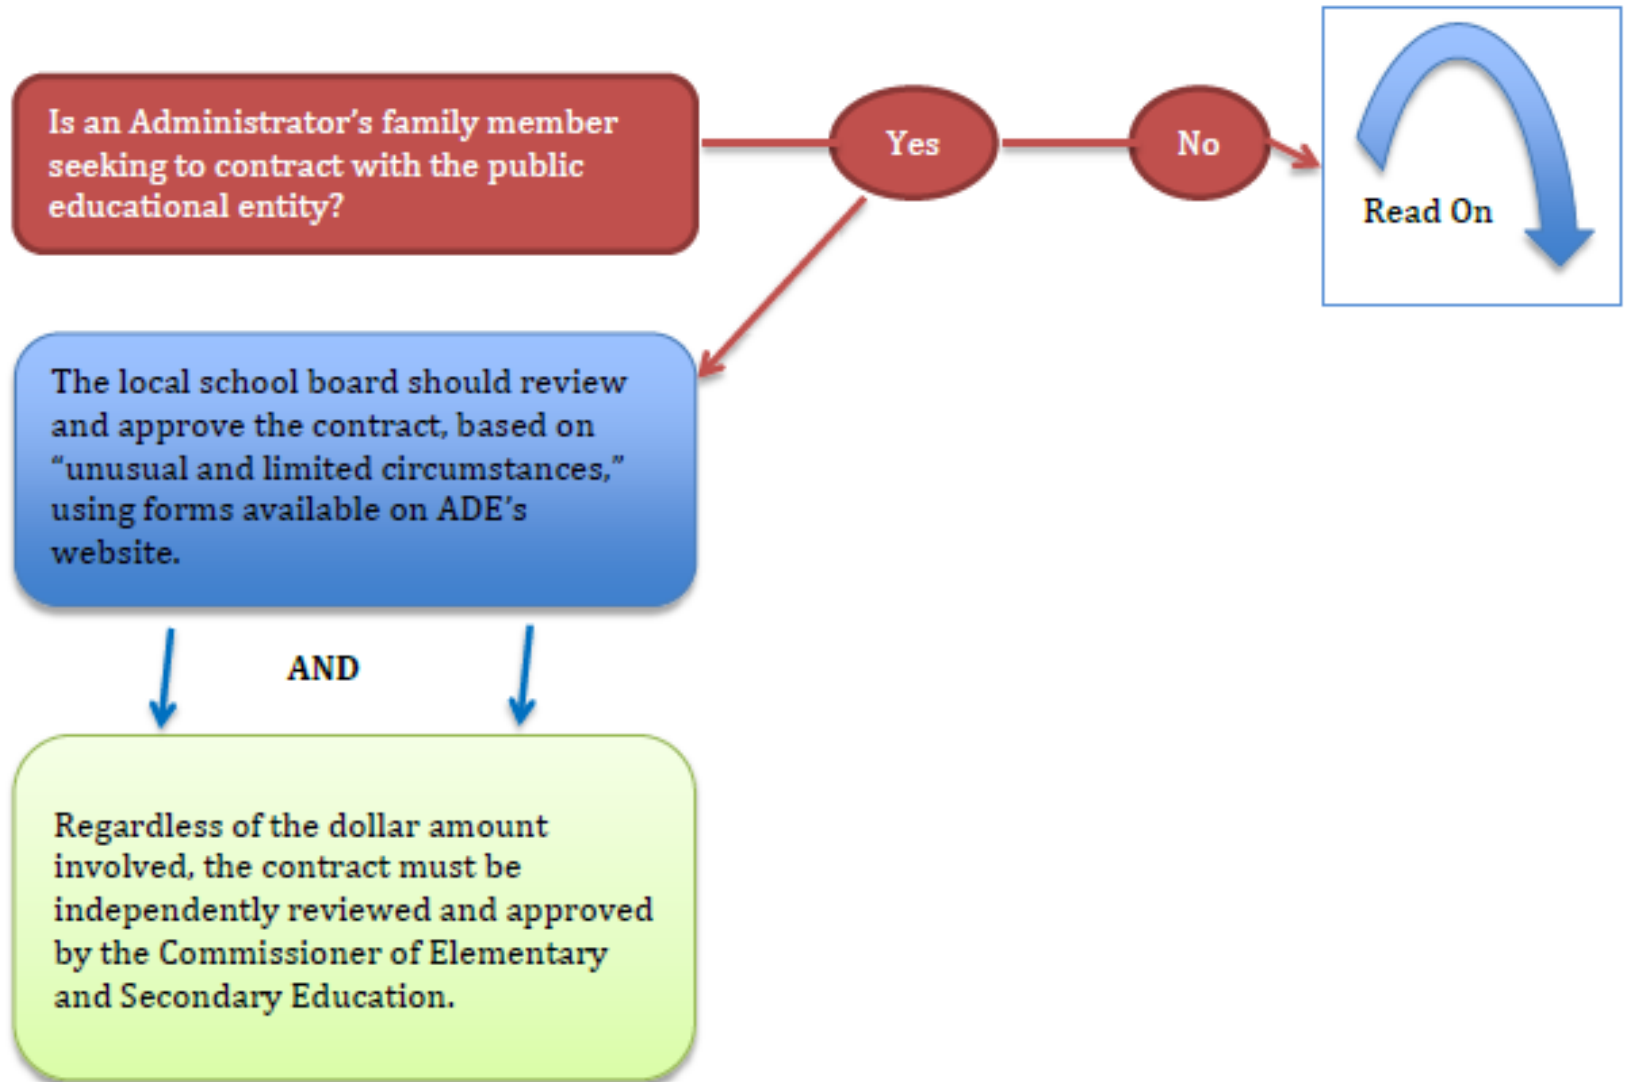 Is an Administrator’s family member
seeking to contract with the public
educational entity?
Yes
No
Read On
The local school board should review
and approve the contract, based on
“unusual and limited circumstances,”
using forms available on ADE’s
website.
AND
Regardless of the dollar amount
involved, the contract must be
independently reviewed and approved
by the Commissioner of Elementary
and Secondary Education.